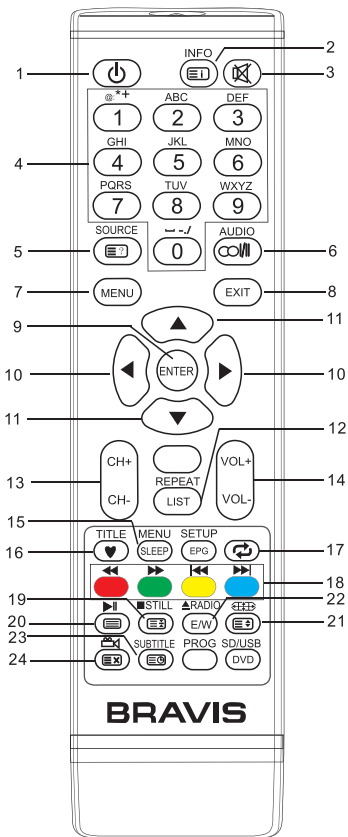 INFO
2
1
3
@:*+ ABC DEF
1 2 3
GHI JKL MNO
4
4 5 6
PQRS TUV WXYZ
7 8 9
SOURCE ⎵ -./ AUDIO
5
?
0
I/II
6
7
MENU
EXIT
8
9
11
10
ENTER
10
11
12
CH+
REPEAT
VOL+
13
LIST
14
CH-
VOL-
15
TITLE MENU SETUP
16
SLEEP EPG
17
18
19
STILL RADIO
22
20
E/W
21
23
SUBTITLE PROG SD/USB
24
DVD
BRAVIS